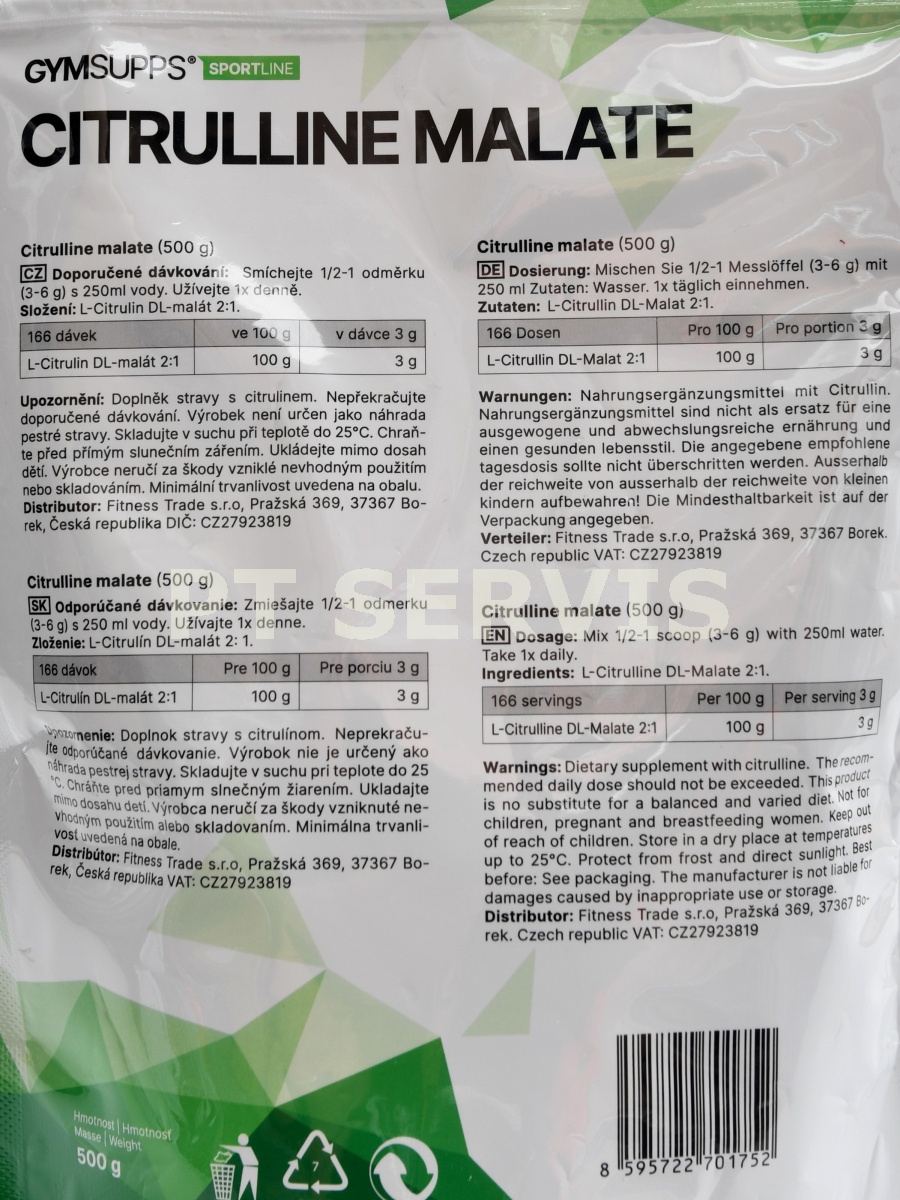 GYMSUPPS® SPORTLINE
CITRULLINE MALATE
Citrulline malate (500 g)
CZ Doporučené dávkování: Smíchejte 1/2-1 odměrku
(3-6 g) s 250ml vody. Užívejte 1x denně.
Složení: L-Citrulin DL-malát 2:1.
166 dávek ve 100 g v dávce 3 g
L-Citrulin DL-malát 2:1 100 g 3 g
Upozornění: Doplněk stravy s citrulinem. Nepřekračujte
doporučené dávkování. Výrobek není určen jako náhrada
pestré stravy. Skladujte v suchu při teplotě do 25°C. Chraň-
te před přímým slunečním zářením. Ukládejte mimo dosah
dětí. Výrobce neručí za škody vzniklé nevhodným použitím
nebo skladováním. Minimální trvanlivost uvedena na obalu.
Distributor: Fitness Trade s.r.o, Pražská 369, 37367 Bo-
rek, Česká republika DIČ: CZ27923819
Citrulline malate (500 g)
SK Odporúčané dávkovanie: Zmiešajte 1/2-1 odmerku
(3-6 g) s 250 ml vody. Užívajte 1x denne.
Zloženie: L-Citrulín DL-malát 2: 1.
166 dávok Pre 100 g Pre porciu 3 g
L-Citrulín DL-malát 2:1 100 g 3 g
Upozornenie: Doplnok stravy s citrulínom. Neprekraču-
jte odporúčané dávkovanie. Výrobok nie je určený ako
náhrada pestrej stravy. Skladujte v suchu pri teplote do 25
°C. Chráňte pred priamym slnečným žiarením. Ukladajte
mimo dosahu detí. Výrobca neručí za škody vzniknuté ne-
vhodným použitím alebo skladovaním. Minimálna trvanli-
vosť uvedená na obale.
Distribútor: Fitness Trade s.r.o, Pražská 369, 37367 Bo-
rek, Česká republika VAT: CZ27923819
Citrulline malate (500 g)
DE Dosierung: Mischen Sie 1/2-1 Messlöffel (3-6 g) mit
250 ml Zutaten: Wasser. 1x täglich einnehmen.
Zutaten: L-Citrullin DL-Malat 2:1.
166 Dosen Pro 100 g Pro portion 3 g
L-Citrullin DL-Malat 2:1 100 g 3 g
Warnungen: Nahrungsergänzungsmittel mit Citrullin.
Nahrungsergänzungsmittel sind nicht als ersatz für eine
ausgewogene und abwechslungsreiche ernährung und
einen gesunden lebensstil. Die angegebene empfohlene
tagesdosis sollte nicht überschritten werden. Ausserhalb
der reichweite von ausserhalb der reichweite von kleinen
kindern aufbewahren! Die Mindesthaltbarkeit ist auf der
Verpackung angegeben.
Verteiler: Fitness Trade s.r.o, Pražská 369, 37367 Borek.
Czech republic VAT: CZ27923819
Citrulline malate (500 g)
EN Dosage: Mix 1/2-1 scoop (3-6 g) with 250ml water.
Take 1x daily.
Ingredients: L-Citrulline DL-Malate 2:1.
166 servings Per 100 g Per serving 3 g
L-Citrulline DL-Malate 2:1 100 g 3 g
Warnings: Dietary supplement with citrulline. The recom-
mended daily dose should not be exceeded. This product
is no substitute for a balanced and varied diet. Not for
children, pregnant and breastfeeding women. Keep out
of reach of children. Store in a dry place at temperatures
up to 25°C. Protect from frost and direct sunlight. Best
before: See packaging. The manufacturer is not liable for
damages caused by inappropriate use or storage.
Distributor: Fitness Trade s.r.o, Pražská 369, 37367 Bo-
rek. Czech republic VAT: CZ27923819
PT SERVIS
Hmotnost | Hmotnosť
Masse | Weight
500 g
7
8 595722 701752